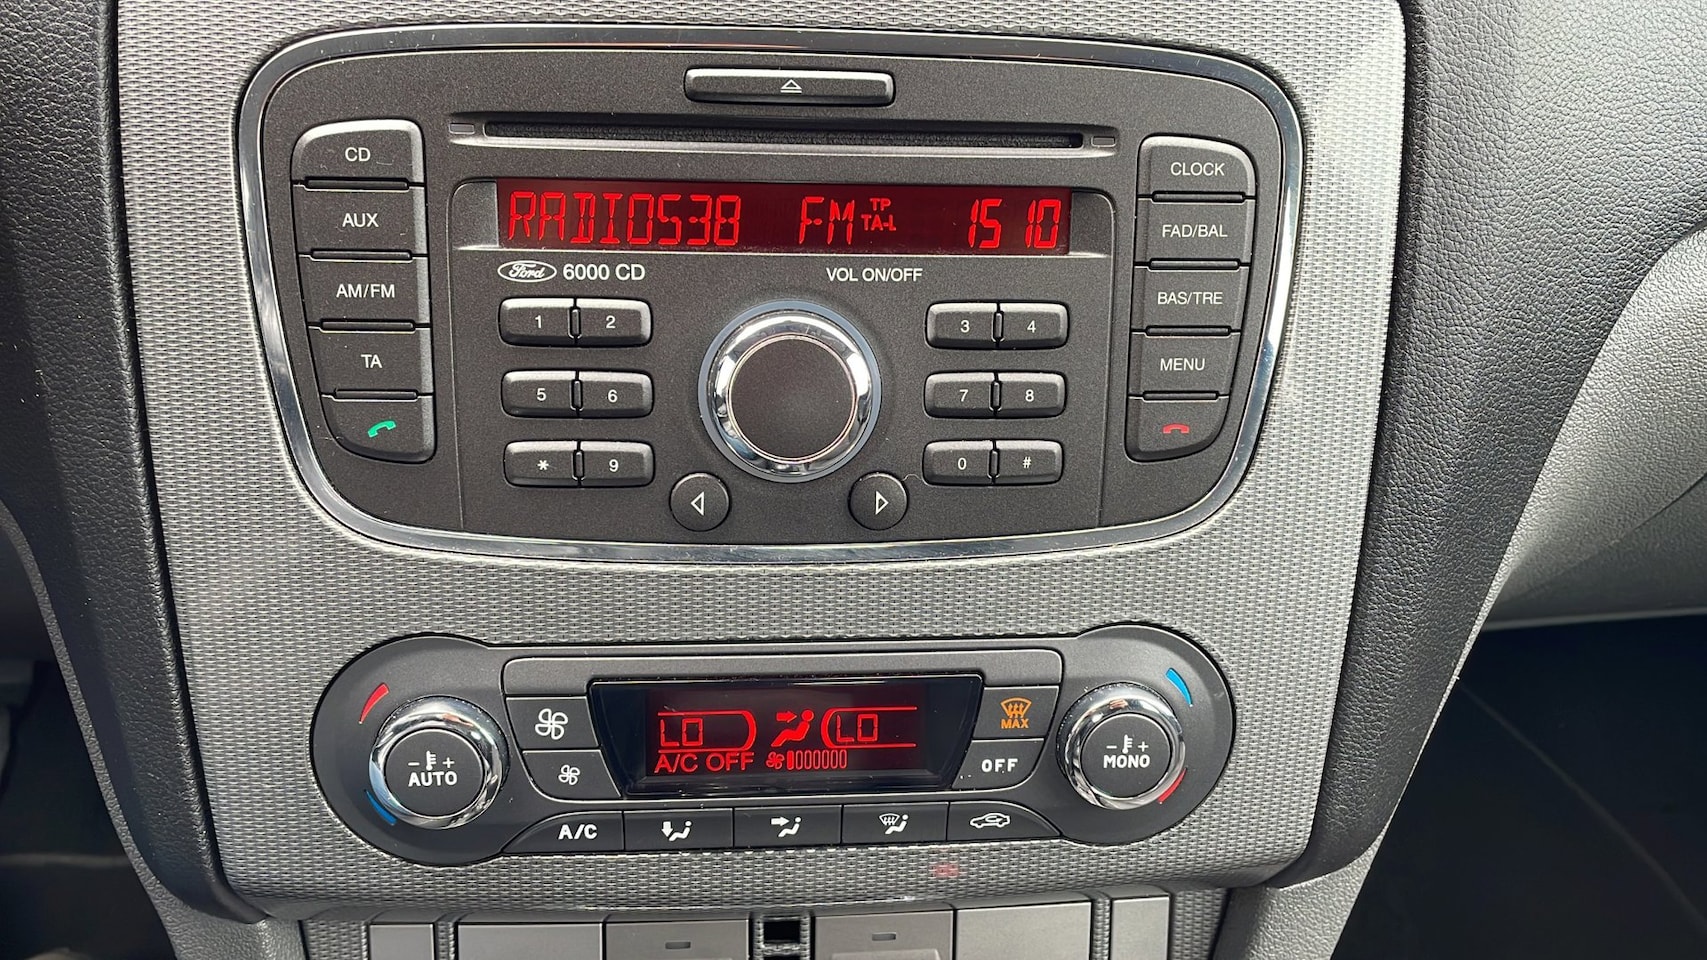 CD
AUX
AM/FM
TA
RADIO538 FM TP TA-L 15 10
Ford 6000 CD
VOL ON/OFF
1 2
3 4
5 6
7 8
* 9
0 #
CLOCK
FAD/BAL
BAS/TRE
MENU
- + AUTO
LO LO
A/C OFF
MAX
OFF
- + MONO
A/C